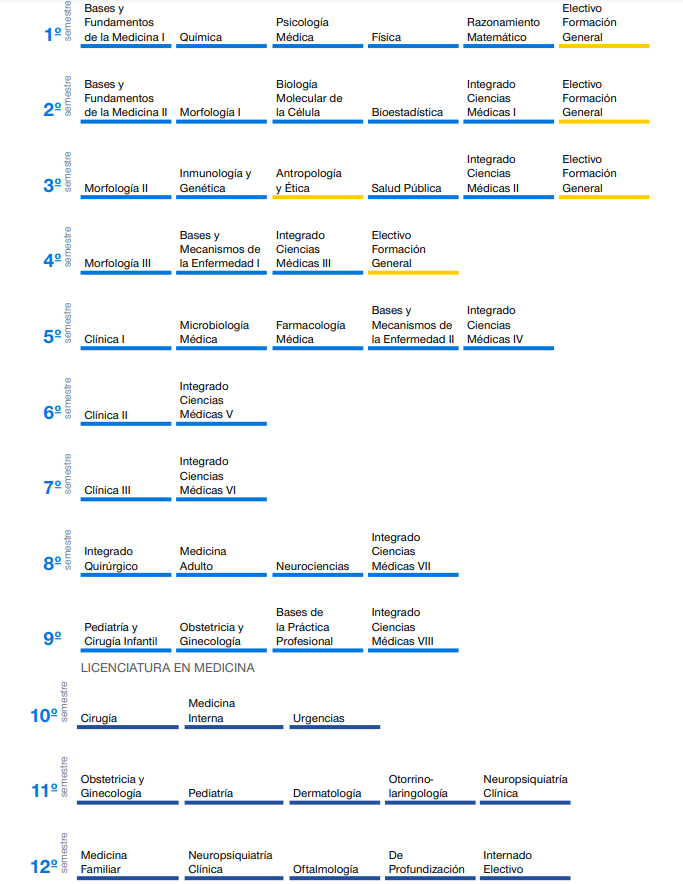 1º semestre
Bases y
Fundamentos
de la Medicina I
Química
Psicología
Médica
Física
Razonamiento
Matemático
Electivo
Formación
General
2º semestre
Bases y
Fundamentos
de la Medicina II
Morfología I
Biología
Molecular de
la Célula
Bioestadística
Integrado
Ciencias
Médicas I
Electivo
Formación
General
3º semestre
Morfología II
Inmunología y
Genética
Antropología
y Ética
Salud Pública
Integrado
Ciencias
Médicas II
Electivo
Formación
General
4º semestre
Morfología III
Bases y
Mecanismos de
la Enfermedad I
Integrado
Ciencias
Médicas III
Electivo
Formación
General
5º semestre
Clínica I
Microbiología
Médica
Farmacología
Médica
Bases y
Mecanismos de
la Enfermedad II
Integrado
Ciencias
Médicas IV
6º semestre
Clínica II
Integrado
Ciencias
Médicas V
7º semestre
Clínica III
Integrado
Ciencias
Médicas VI
8º semestre
Integrado
Quirúrgico
Medicina
Adulto
Neurociencias
Integrado
Ciencias
Médicas VII
9º semestre
Pediatría y
Cirugía Infantil
Obstetricia y
Ginecología
Bases de
la Práctica
Profesional
Integrado
Ciencias
Médicas VIII
LICENCIATURA EN MEDICINA
10º semestre
Cirugía
Medicina
Interna
Urgencias
11º semestre
Obstetricia y
Ginecología
Pediatría
Dermatología
Otorrino-
laringología
Neuropsiquiatría
Clínica
12º semestre
Medicina
Familiar
Neuropsiquiatría
Clínica
Oftalmología
De
Profundización
Internado
Electivo